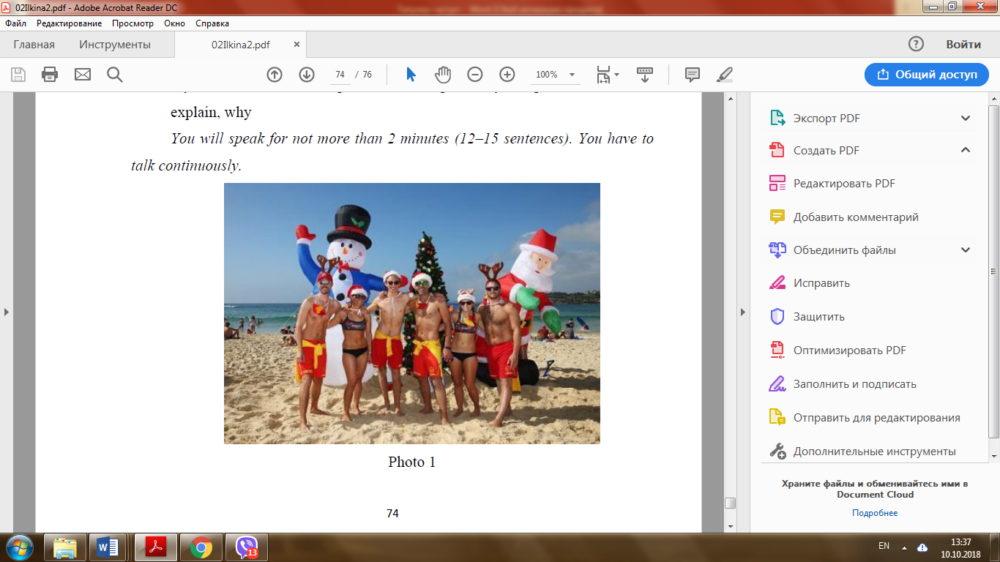 02Ilkina2.pdf - Adobe Acrobat Reader DC
Файл Редактирование Просмотр Окно Справка
Главная Инструменты 02Ilkina2.pdf × Войти
74 / 76 100% Общий доступ
explain, why
You will speak for not more than 2 minutes (12–15 sentences). You have to
talk continuously.
Photo 1
74
Экспорт PDF
Создать PDF
Редактировать PDF
Добавить комментарий
Объединить файлы
Исправить
Защитить
Оптимизировать PDF
Заполнить и подписать
Отправить для редактирования
Дополнительные инструменты
Храните файлы и обменивайтесь ими в
Document Cloud
Подробнее
13
EN 13:37
10.10.2018